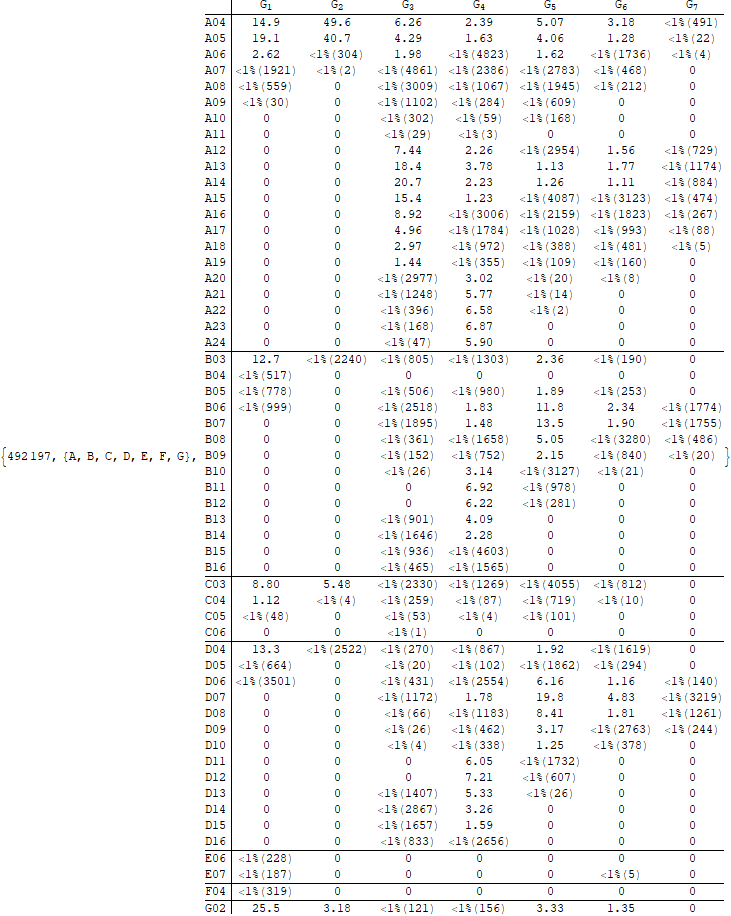 G1 G2 G3 G4 G5 G6 G7
A04 14.9 49.6 6.26 2.39 5.07 3.18 <1%(491)
A05 19.1 40.7 4.29 1.63 4.06 1.28 <1%(22)
A06 2.62 <1%(304) 1.98 <1%(4823) 1.62 <1%(1736) <1%(4)
A07 <1%(1921) <1%(2) <1%(4861) <1%(2386) <1%(2783) <1%(468) 0
A08 <1%(559) 0 <1%(3009) <1%(1067) <1%(1945) <1%(212) 0
A09 <1%(30) 0 <1%(1102) <1%(284) <1%(609) 0 0
A10 0 0 <1%(302) <1%(59) <1%(168) 0 0
A11 0 0 <1%(29) <1%(3) 0 0 0
A12 0 0 7.44 2.26 <1%(2954) 1.56 <1%(729)
A13 0 0 18.4 3.78 1.13 1.77 <1%(1174)
A14 0 0 20.7 2.23 1.26 1.11 <1%(884)
A15 0 0 15.4 1.23 <1%(4087) <1%(3123) <1%(474)
A16 0 0 8.92 <1%(3006) <1%(2159) <1%(1823) <1%(267)
A17 0 0 4.96 <1%(1784) <1%(1028) <1%(993) <1%(88)
A18 0 0 2.97 <1%(972) <1%(388) <1%(481) <1%(5)
A19 0 0 1.44 <1%(355) <1%(109) <1%(160) 0
A20 0 0 <1%(2977) 3.02 <1%(20) <1%(8) 0
A21 0 0 <1%(1248) 5.77 <1%(14) 0 0
A22 0 0 <1%(396) 6.58 <1%(2) 0 0
A23 0 0 <1%(168) 6.87 0 0 0
A24 0 0 <1%(47) 5.90 0 0 0
B03 12.7 <1%(2240) <1%(805) <1%(1303) 2.36 <1%(190) 0
B04 <1%(517) 0 0 0 0 0 0
B05 <1%(778) 0 <1%(506) <1%(980) 1.89 <1%(253) 0
B06 <1%(999) 0 <1%(2518) 1.83 11.8 2.34 <1%(1774)
B07 0 0 <1%(1895) 1.48 13.5 1.90 <1%(1755)
B08 0 0 <1%(361) <1%(1658) 5.05 <1%(3280) <1%(486)
{492197, {A, B, C, D, E, F, G}, B09 0 0 <1%(152) <1%(752) 2.15 <1%(840) <1%(20) }
B10 0 0 <1%(26) 3.14 <1%(3127) <1%(21) 0
B11 0 0 0 6.92 <1%(978) 0 0
B12 0 0 0 6.22 <1%(281) 0 0
B13 0 0 <1%(901) 4.09 0 0 0
B14 0 0 <1%(1646) 2.28 0 0 0
B15 0 0 <1%(936) <1%(4603) 0 0 0
B16 0 0 <1%(465) <1%(1565) 0 0 0
C03 8.80 5.48 <1%(2330) <1%(1269) <1%(4055) <1%(812) 0
C04 1.12 <1%(4) <1%(259) <1%(87) <1%(719) <1%(10) 0
C05 <1%(48) 0 <1%(53) <1%(4) <1%(101) 0 0
C06 0 0 <1%(1) 0 0 0 0
D04 13.3 <1%(2522) <1%(270) <1%(867) 1.92 <1%(1619) 0
D05 <1%(664) 0 <1%(20) <1%(102) <1%(1862) <1%(294) 0
D06 <1%(3501) 0 <1%(431) <1%(2554) 6.16 1.16 <1%(140)
D07 0 0 <1%(1172) 1.78 19.8 4.83 <1%(3219)
D08 0 0 <1%(66) <1%(1183) 8.41 1.81 <1%(1261)
D09 0 0 <1%(26) <1%(462) 3.17 <1%(2763) <1%(244)
D10 0 0 <1%(4) <1%(338) 1.25 <1%(378) 0
D11 0 0 0 6.05 <1%(1732) 0 0
D12 0 0 0 7.21 <1%(607) 0 0
D13 0 0 <1%(1407) 5.33 <1%(26) 0 0
D14 0 0 <1%(2867) 3.26 0 0 0
D15 0 0 <1%(1657) 1.59 0 0 0
D16 0 0 <1%(833) <1%(2656) 0 0 0
E06 <1%(228) 0 0 0 0 0 0
E07 <1%(187) 0 0 0 0 <1%(5) 0
F04 <1%(319) 0 0 0 0 0 0
G02 25.5 3.18 <1%(121) <1%(156) 3.33 1.35 0